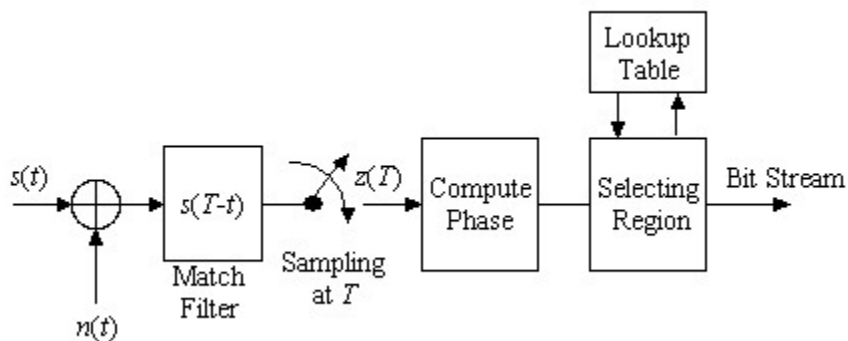 Lookup
Table
s(t)
s(T-t)
z(T)
Compute
Phase
Selecting
Region
Bit Stream
Match
Filter
Sampling
at T
n(t)